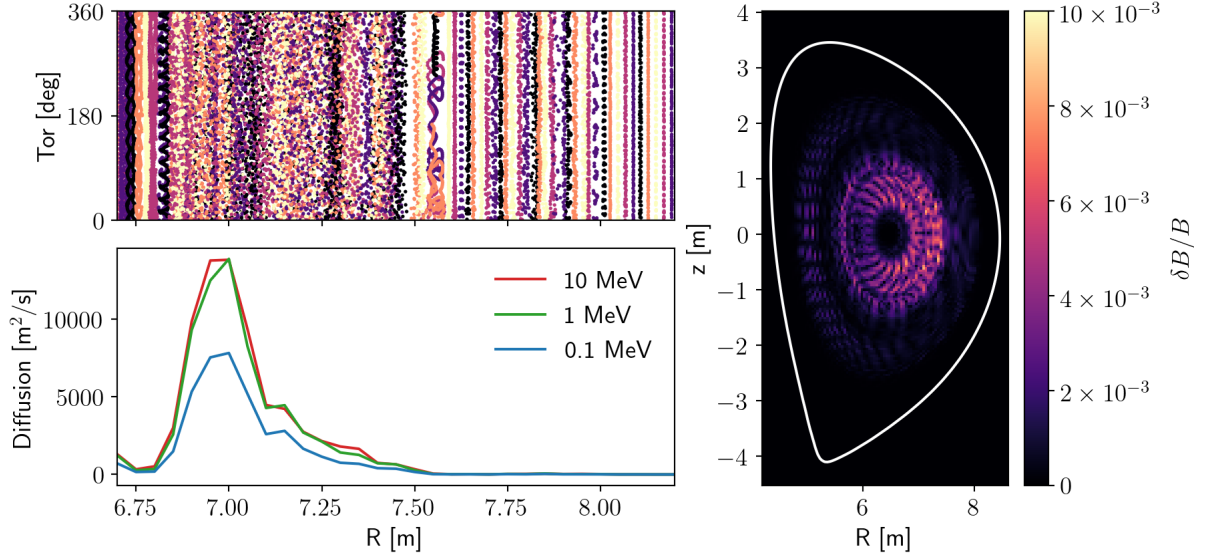 360
180
0
Tor [deg]
10000
5000
0
Diffusion [m²/s]
10 MeV
1 MeV
0.1 MeV
6.75
7.00
7.25
7.50
7.75
8.00
R [m]
4
3
2
1
0
−1
−2
−3
−4
z [m]
6
8
R [m]
10 × 10⁻³
8 × 10⁻³
6 × 10⁻³
4 × 10⁻³
2 × 10⁻³
0
δB/B